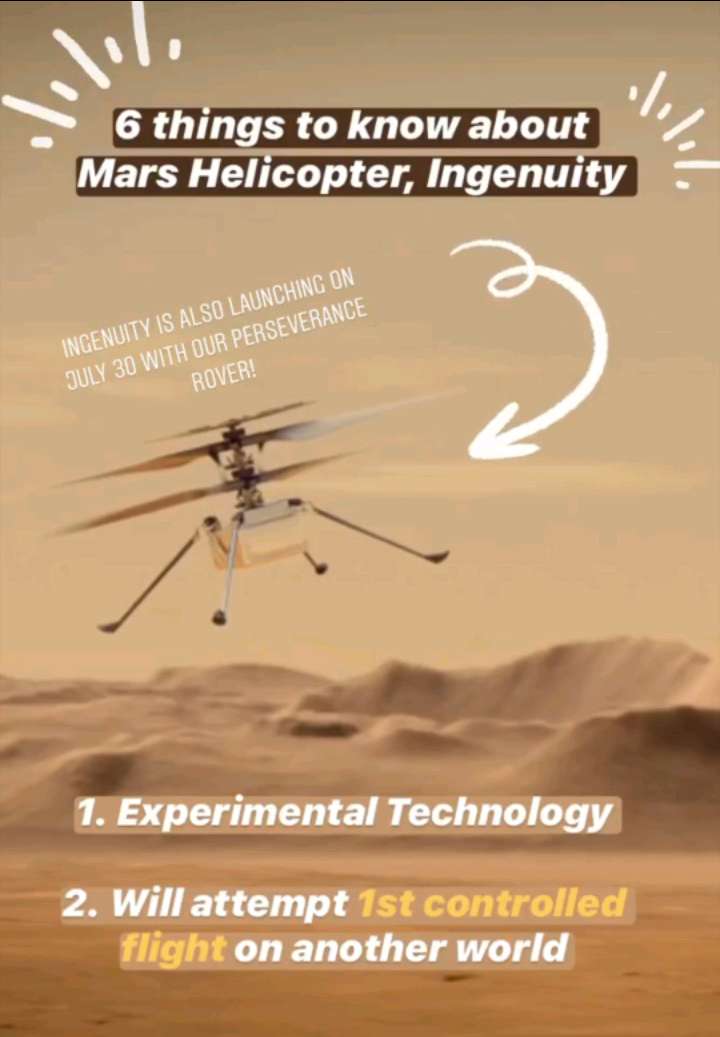 6 things to know about
Mars Helicopter, Ingenuity
INGENUITY IS ALSO LAUNCHING ON
JULY 30 WITH OUR PERSEVERANCE
ROVER!
1. Experimental Technology
2. Will attempt 1st controlled
flight on another world